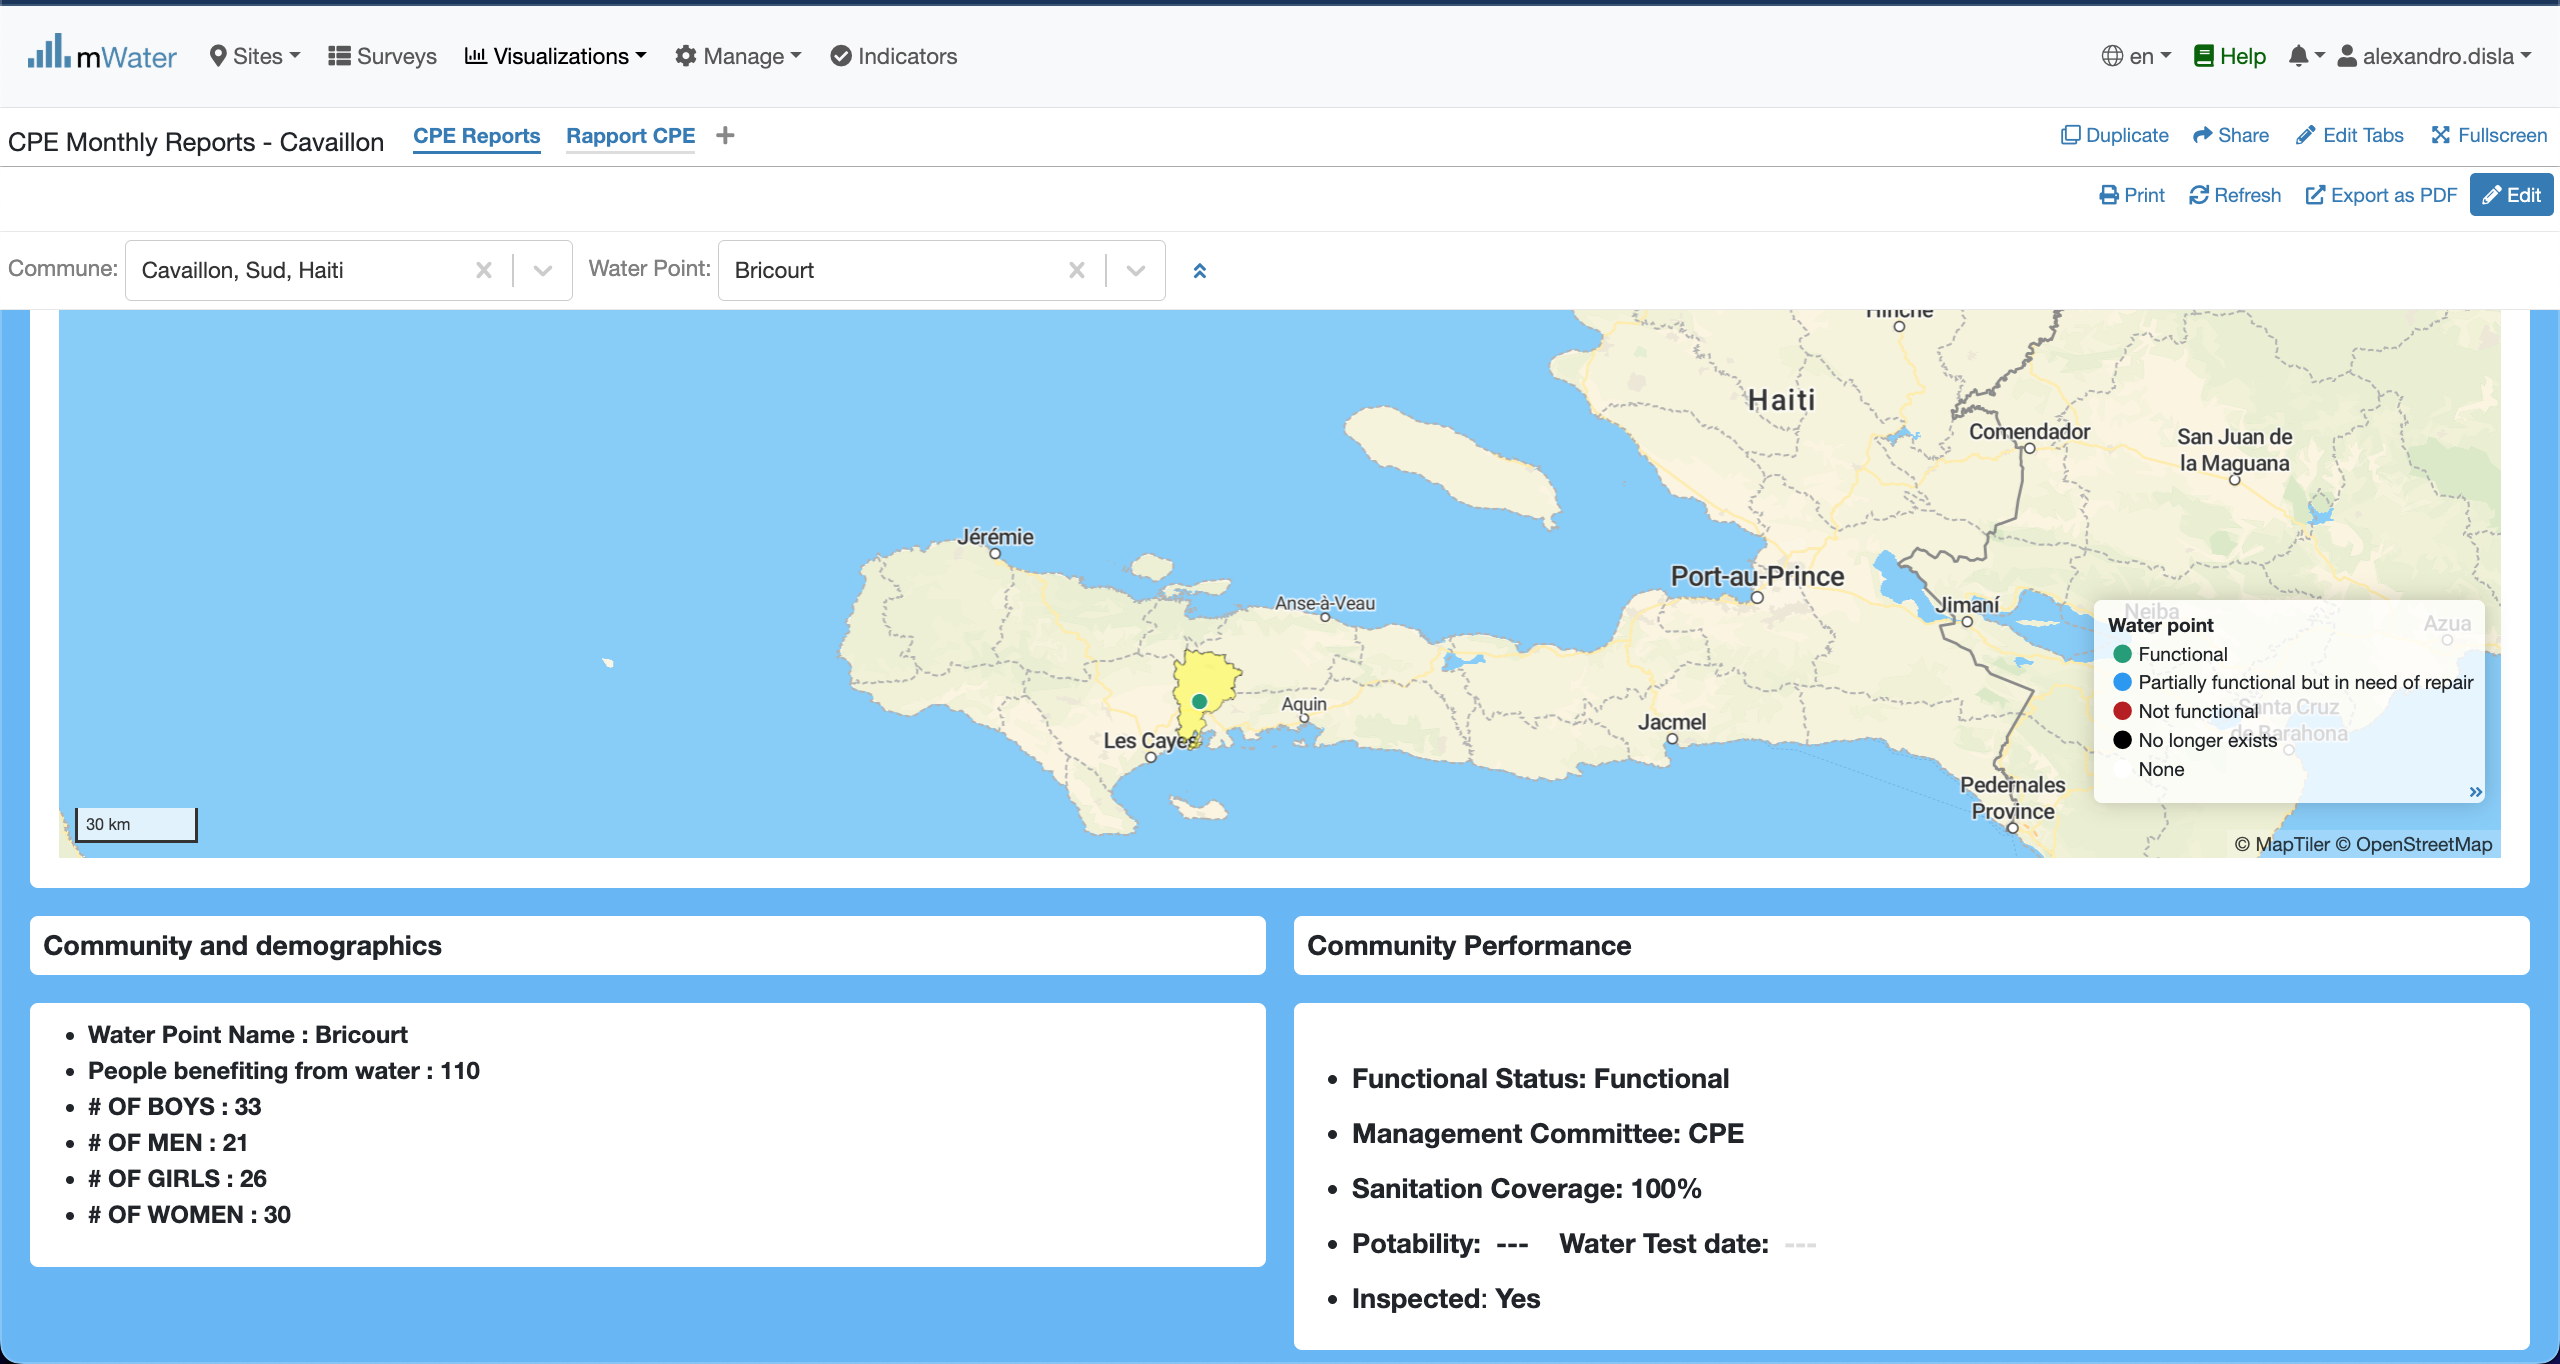 mWater Sites Surveys Visualizations Manage Indicators en Help alexandro.disla
CPE Monthly Reports - Cavaillon CPE Reports Rapport CPE + Duplicate Share Edit Tabs Fullscreen
Print Refresh Export as PDF Edit
Commune: Cavaillon, Sud, Haiti Water Point: Bricourt
Hinche
Haiti
Comendador
San Juan de
la Maguana
Jérémie
Port-au-Prince
Anse-à-Veau
Jimaní
Neiba
Azua
Aquin
Les Cayes
Jacmel
Santa Cruz
de Barahona
Pedernales
Province
Water point
Functional
Partially functional but in need of repair
Not functional
No longer exists
None
»
30 km
© MapTiler © OpenStreetMap
Community and demographics
• Water Point Name : Bricourt
• People benefiting from water : 110
• # OF BOYS : 33
• # OF MEN : 21
• # OF GIRLS : 26
• # OF WOMEN : 30
Community Performance
• Functional Status: Functional
• Management Committee: CPE
• Sanitation Coverage: 100%
• Potability: --- Water Test date: ---
• Inspected: Yes